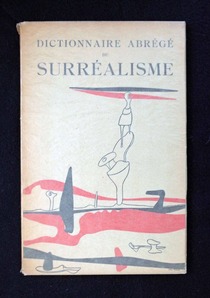 DICTIONNAIRE ABRÉGÉ
DU
SURRÉALISME